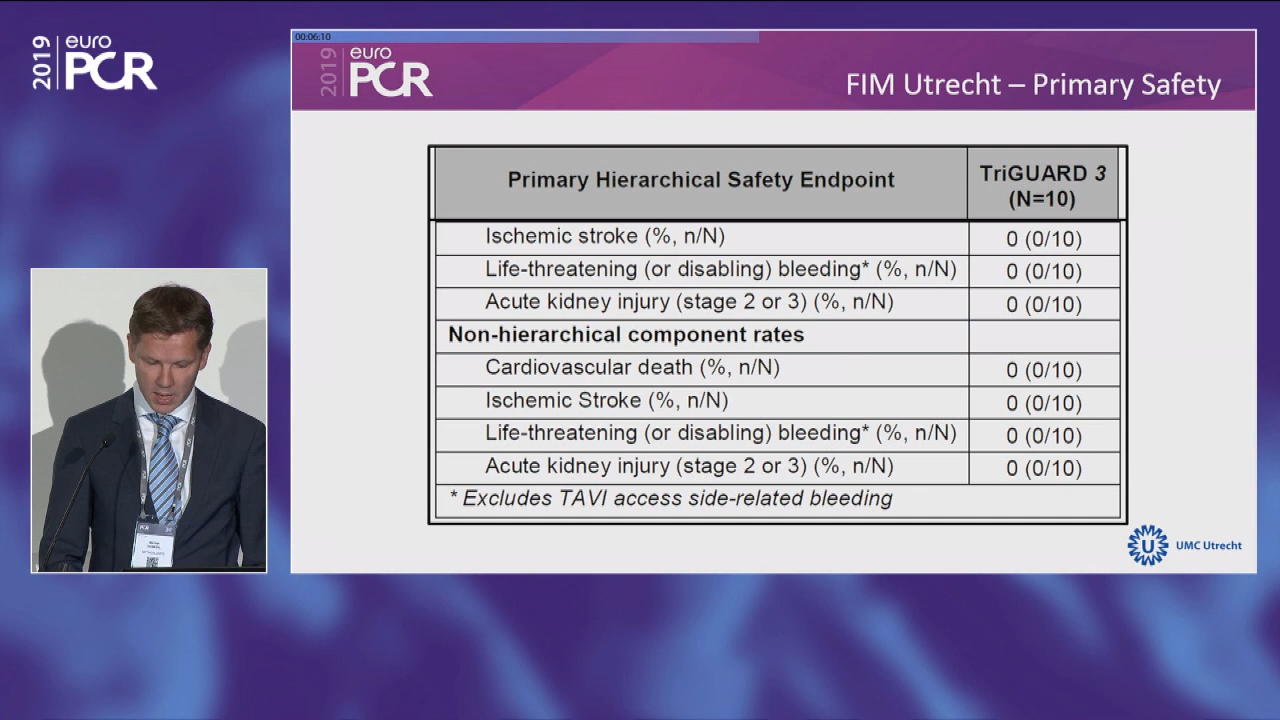 2019
euro
PCR
00:06:10
2019
euro
PCR
FIM Utrecht – Primary Safety
Primary Hierarchical Safety Endpoint
TriGUARD 3
(N=10)
Ischemic stroke (%, n/N)
0 (0/10)
Life-threatening (or disabling) bleeding* (%, n/N)
0 (0/10)
Acute kidney injury (stage 2 or 3) (%, n/N)
0 (0/10)
Non-hierarchical component rates
Cardiovascular death (%, n/N)
0 (0/10)
Ischemic Stroke (%, n/N)
0 (0/10)
Life-threatening (or disabling) bleeding* (%, n/N)
0 (0/10)
Acute kidney injury (stage 2 or 3) (%, n/N)
0 (0/10)
* Excludes TAVI access side-related bleeding
U
UMC Utrecht
PCR